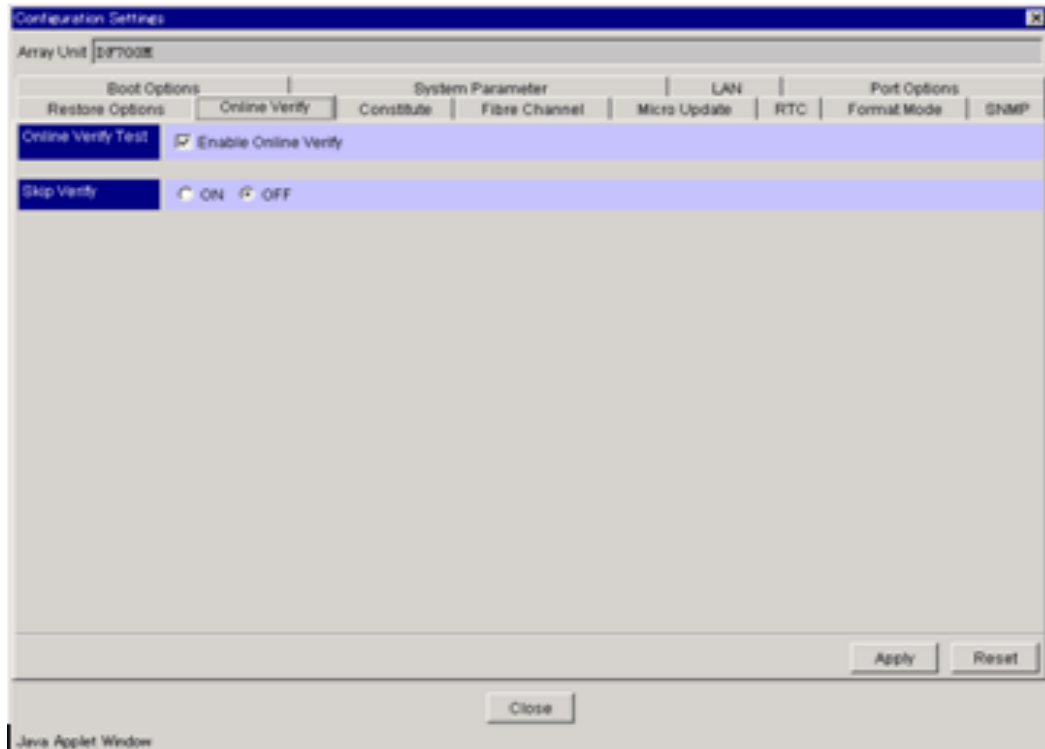 Configuration Settings
Array Unit DF700M
Boot Options System Parameter LAN Port Options
Restore Options Online Verify Constitute Fibre Channel Micro Update RTC Format Mode SNMP
Online Verify Test Enable Online Verify
Skip Verify ON OFF
Apply Reset
Close
Java Applet Window